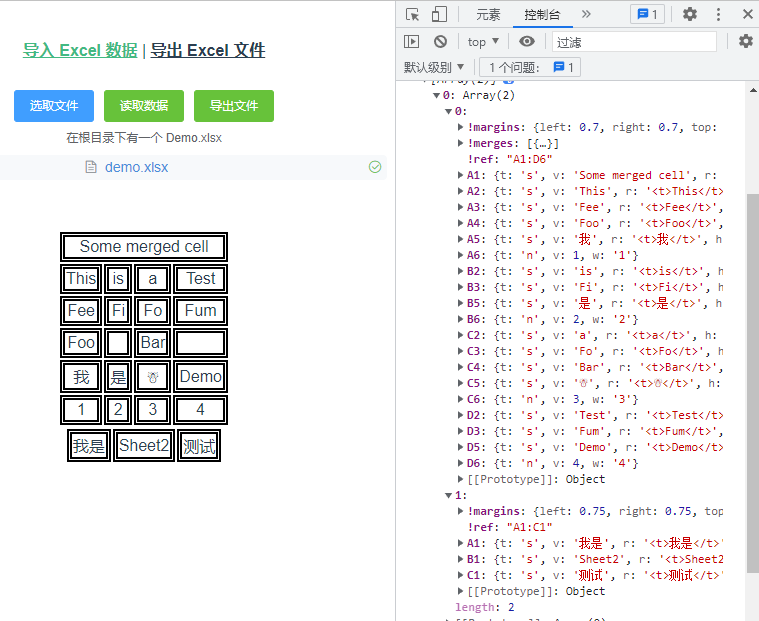 导入 Excel 数据 | 导出 Excel 文件
选取文件 读取数据 导出文件
在根目录下有一个 Demo.xlsx
demo.xlsx
Some merged cell
This is a Test
Fee Fi Fo Fum
Foo Bar
我 是 ☃ Demo
1 2 3 4
我是 Sheet2 测试
元素 控制台 » 1
top ▼ 过滤
默认级别 ▼ 1 个问题: 1
[Array(2)]
▼0: Array(2)
▼0:
▶!margins: {left: 0.7, right: 0.7, top:
▶!merges: [{…}]
!ref: "A1:D6"
▶A1: {t: 's', v: 'Some merged cell', r:
▶A2: {t: 's', v: 'This', r: '<t>This</t>
▶A3: {t: 's', v: 'Fee', r: '<t>Fee</t>',
▶A4: {t: 's', v: 'Foo', r: '<t>Foo</t>',
▶A5: {t: 's', v: '我', r: '<t>我</t>', h
▶A6: {t: 'n', v: 1, w: '1'}
▶B2: {t: 's', v: 'is', r: '<t>is</t>', h
▶B3: {t: 's', v: 'Fi', r: '<t>Fi</t>', h
▶B5: {t: 's', v: '是', r: '<t>是</t>', h
▶B6: {t: 'n', v: 2, w: '2'}
▶C2: {t: 's', v: 'a', r: '<t>a</t>', h:
▶C3: {t: 's', v: 'Fo', r: '<t>Fo</t>', h
▶C4: {t: 's', v: 'Bar', r: '<t>Bar</t>',
▶C5: {t: 's', v: '☃', r: '<t>☃</t>', h:
▶C6: {t: 'n', v: 3, w: '3'}
▶D2: {t: 's', v: 'Test', r: '<t>Test</t>
▶D3: {t: 's', v: 'Fum', r: '<t>Fum</t>',
▶D5: {t: 's', v: 'Demo', r: '<t>Demo</t>
▶D6: {t: 'n', v: 4, w: '4'}
▶[[Prototype]]: Object
▼1:
▶!margins: {left: 0.75, right: 0.75, top
!ref: "A1:C1"
▶A1: {t: 's', v: '我是', r: '<t>我是</t>'
▶B1: {t: 's', v: 'Sheet2', r: '<t>Sheet2
▶C1: {t: 's', v: '测试', r: '<t>测试</t>'
▶[[Prototype]]: Object
length: 2